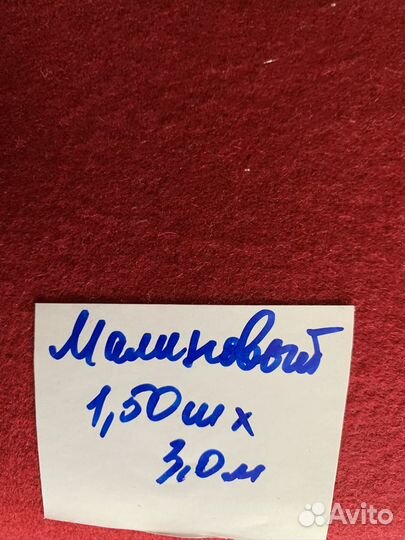 Малиновый
1,50ш х
3,0м
Avito